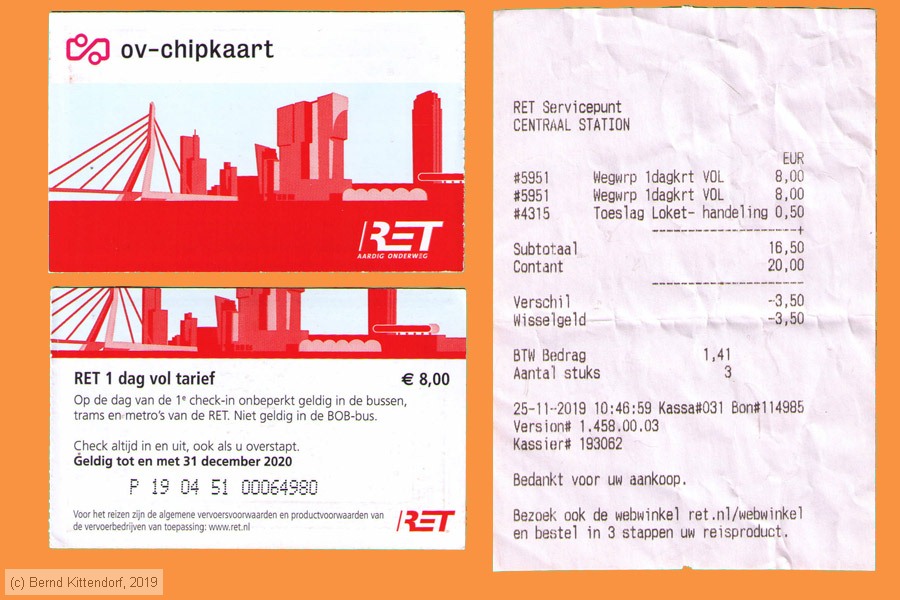 ov-chipkaart
RET
AARDIG ONDERWEG
RET 1 dag vol tarief € 8,00
Op de dag van de 1e check-in onbeperkt geldig in de bussen,
trams en metro's van de RET. Niet geldig in de BOB-bus.
Check altijd in en uit, ook als u overstapt.
Geldig tot en met 31 december 2020
P 19 04 51 00064980
Voor het reizen zijn de algemene vervoersvoorwaarden en productvoorwaarden van
de vervoerbedrijven van toepassing: www.ret.nl
RET
RET Servicepunt
CENTRAAL STATION
EUR
#5951 Wegwrp 1dagkrt VOL 8,00
#5951 Wegwrp 1dagkrt VOL 8,00
#4315 Toeslag Loket- handeling 0,50
-------------------+
Subtotaal 16,50
Contant 20,00
--------------------
Verschil -3,50
Wisselgeld -3,50
BTW Bedrag 1,41
Aantal stuks 3
25-11-2019 10:46:59 Kassa#031 Bon#114985
Version# 1.458.00.03
Kassier# 193062
Bedankt voor uw aankoop.
Bezoek ook de webwinkel ret.nl/webwinkel
en bestel in 3 stappen uw reisproduct.
(c) Bernd Kittendorf, 2019